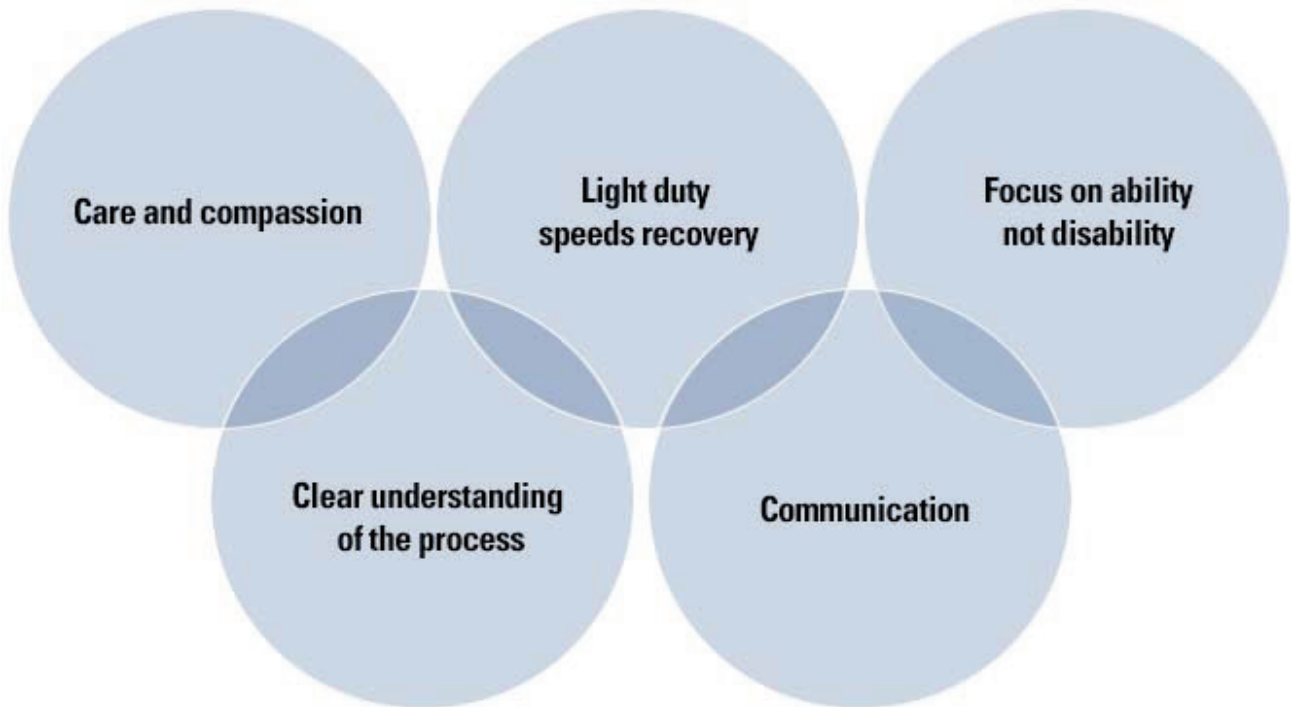 Care and compassion
Light duty
speeds recovery
Focus on ability
not disability
Clear understanding
of the process
Communication